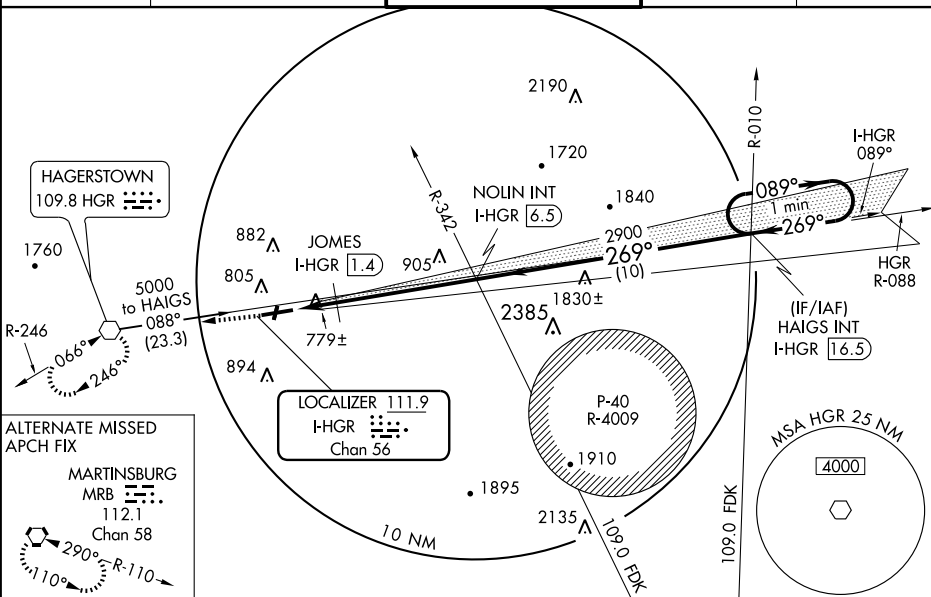 2190
1720
R-010
I-HGR
089°
HAGERSTOWN
109.8 HGR
R-342
NOLIN INT
I-HGR 6.5
1840
089°
1 min
269°
1760
882
JOMES
I-HGR 1.4
905
2900
269°
(10)
HGR
R-088
805
5000
to HAIGS
088°
(23.3)
1830±
(IF/IAF)
HAIGS INT
I-HGR 16.5
R-246
066°
246°
779±
2385
894
LOCALIZER 111.9
I-HGR
Chan 56
P-40
R-4009
MSA HGR 25 NM
4000
ALTERNATE MISSED
APCH FIX
MARTINSBURG
MRB
112.1
Chan 58
290°
R-110
110°
1910
1895
10 NM
2135
109.0 FDK
109.0 FDK